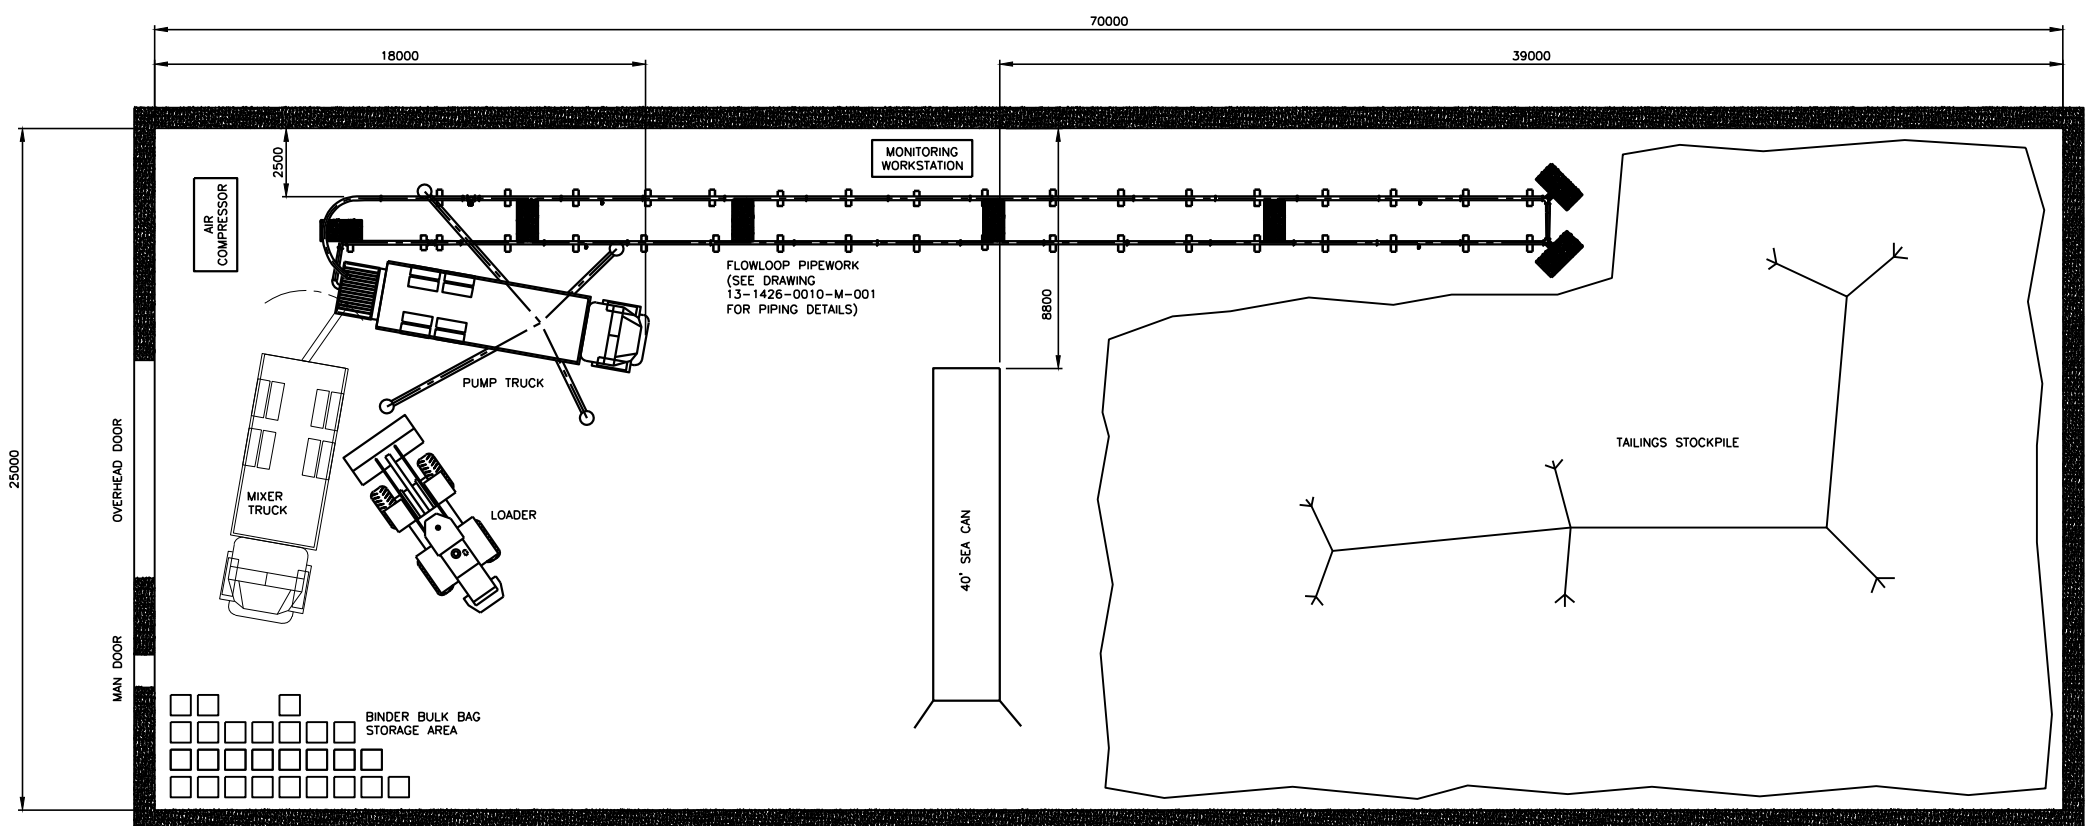 70000
18000
39000
2500
MONITORING
WORKSTATION
AIR
COMPRESSOR
FLOWLOOP PIPEWORK
(SEE DRAWING
13-1426-0010-M-001
FOR PIPING DETAILS)
8800
PUMP TRUCK
OVERHEAD DOOR
25000
TAILINGS STOCKPILE
MIXER
TRUCK
LOADER
40' SEA CAN
MAN DOOR
BINDER BULK BAG
STORAGE AREA